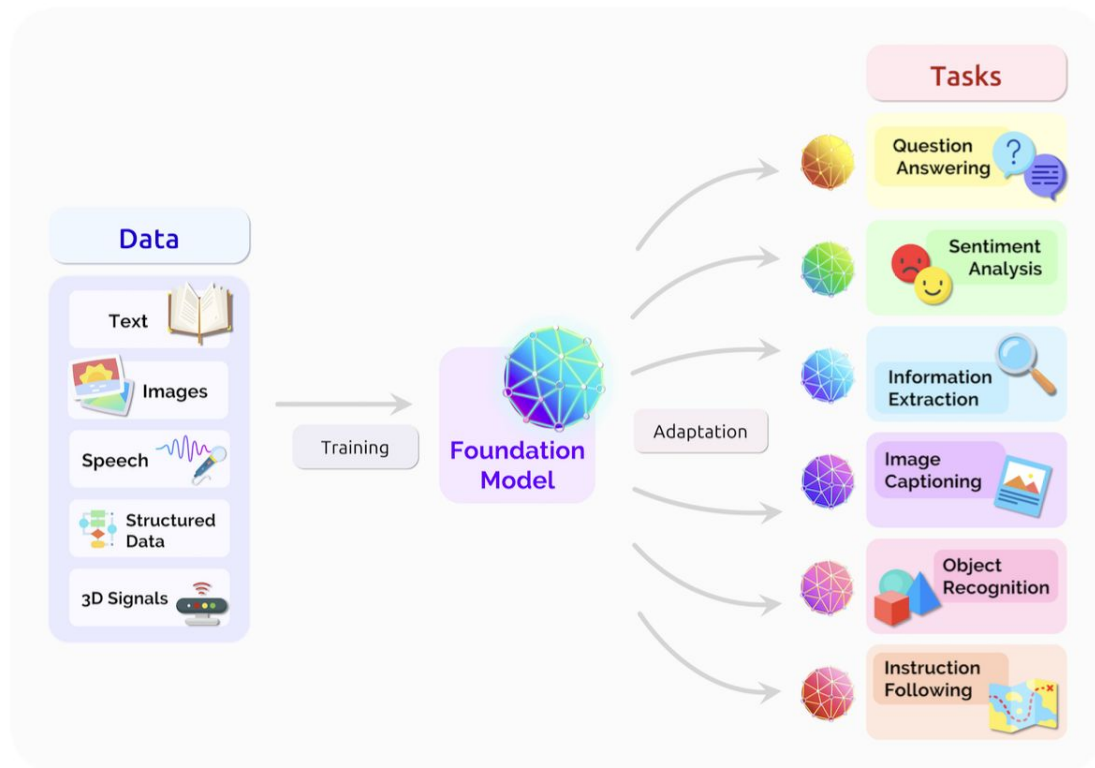 Data
Text
Images
Speech
Structured
Data
3D Signals
Training
Foundation
Model
Adaptation
Tasks
Question
Answering
?
Sentiment
Analysis
Information
Extraction
Image
Captioning
Object
Recognition
Instruction
Following